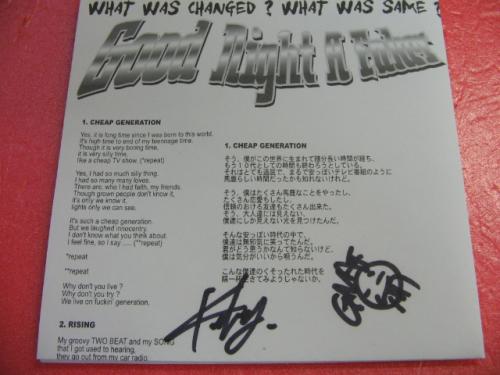 WHAT WAS CHANGED ? WHAT WAS SAME ?
Good Night A Fuku
1. CHEAP GENERATION
Yes, it is long time since I was born to this world.
It's high time to end of my teenage time.
Though it is very boring time,
it is very silly time,
like a cheap TV show. (*repeat)
Yes, I had so much silly thing.
I had so many many loves.
There are, who I had faith, my friends.
Though grown people don't know it,
It's only we know it.
lights only we can see.
It's such a cheap generation.
But we laughed innocentry.
I don't know what you think about.
I feel fine, so I say ..... (**repeat)
*repeat
**repeat
Why don't you live ?
Why don't you try ?
We live on fuckin' generation.
2. RISING
My groovy TWO BEAT and my SONG
that I got used to hearing,
they go out from my car radio.
1. CHEAP GENERATION
そう、僕がこの世界に生まれて随分長い時間が経ち、
もう１０代としての時間も終わろうとしている。
それはとても退屈で、まるで安っぽいテレビ番組のように
馬鹿らしい時間だったかも知れないけれど。
そう、僕はたくさん馬鹿なことをやったし、
たくさん恋愛もしたし、
信頼のおける友達もたくさん出来た。
そう、大人達には見えない、
僕達にしか見えない光を見つけたんだ。
そんな安っぽい時代の中で、
僕達は無邪気に笑ってたんだ。
君がどう思うかなんて知らないけど、
僕は気分がいいから唄うんだ。
こんな僕達のくそったれた時代を
精一杯生きてみようじゃないか。